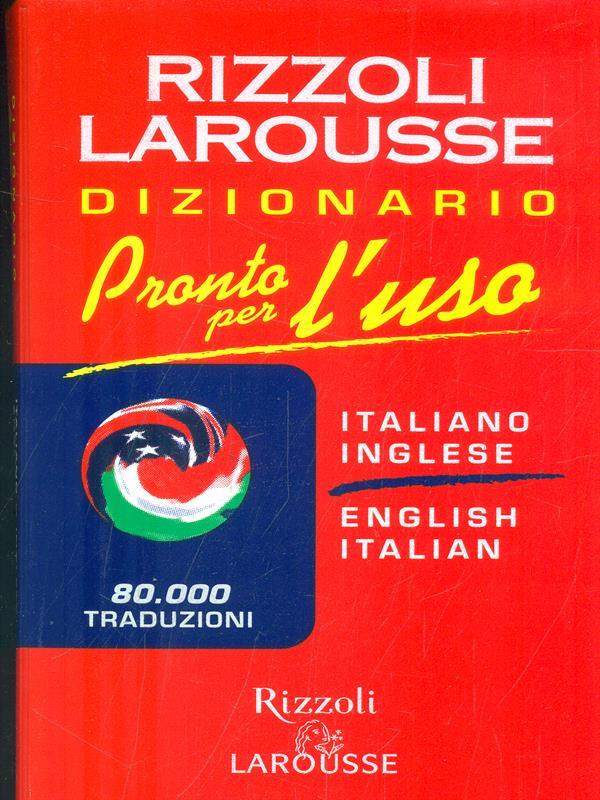 RIZZOLI
LAROUSSE
DIZIONARIO
Pronto
per l'uso
ITALIANO
INGLESE
ENGLISH
ITALIAN
80.000
TRADUZIONI
Rizzoli
LAROUSSE